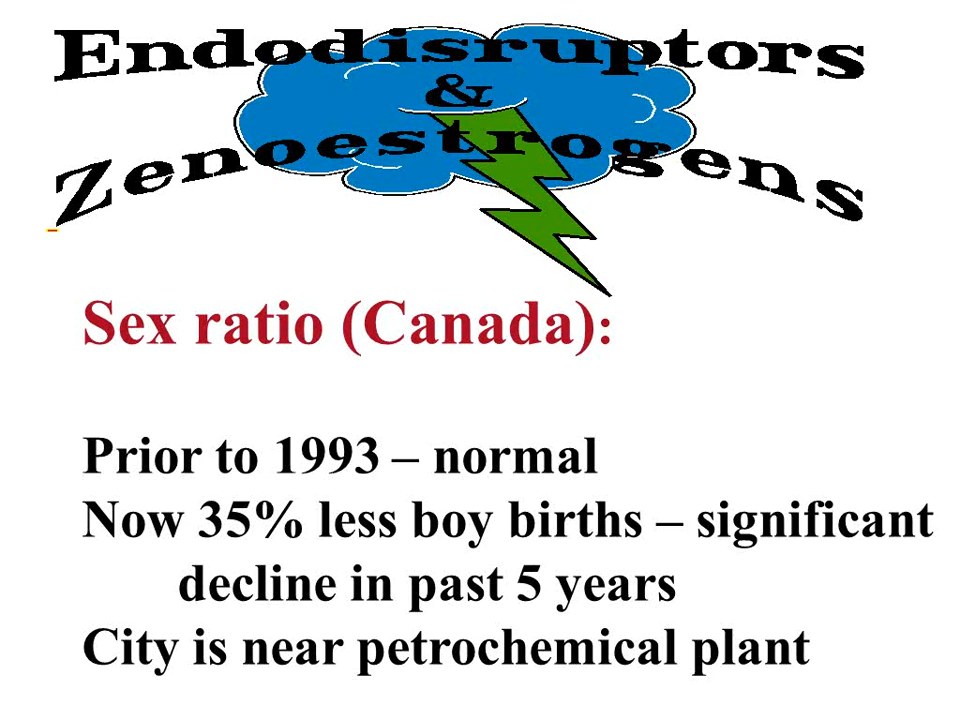 Endodisruptors
&
Zenoestrogens
Sex ratio (Canada):
Prior to 1993 – normal
Now 35% less boy births – significant
decline in past 5 years
City is near petrochemical plant